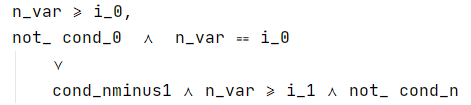 n_var ⩾ i_0,
not_ cond_0 ∧ n_var == i_0
∨
cond_nminus1 ∧ n_var ⩾ i_1 ∧ not_ cond_n